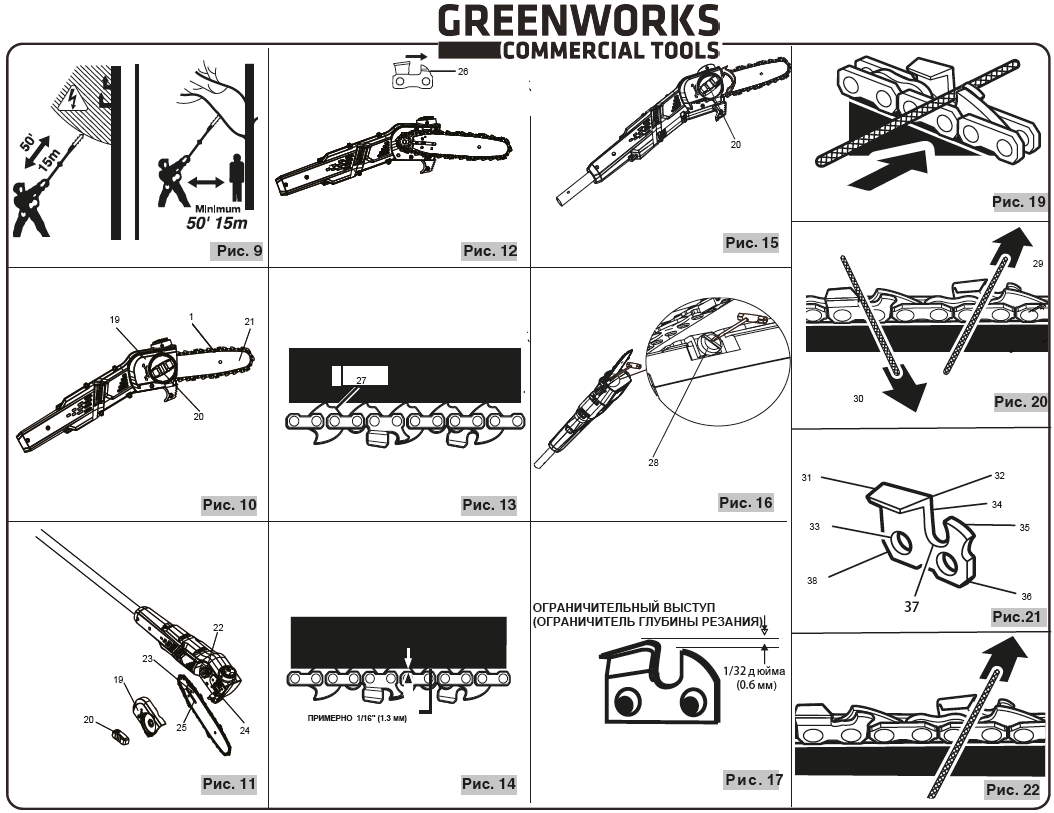 GREENWORKS
COMMERCIAL TOOLS
50' 15m
Minimum
50' 15m
Рис. 9
26
Рис. 12
20
Рис. 15
Рис. 19
19 1 21
20
Рис. 10
27
Рис. 13
28
Рис. 16
29
30
Рис. 20
31 32
34
33 35
38 36
37
Рис.21
22
23
19
20
25 24
Рис. 11
ПРИМЕРНО 1/16" (1.3 мм)
Рис. 14
ОГРАНИЧИТЕЛЬНЫЙ ВЫСТУП
(ОГРАНИЧИТЕЛЬ ГЛУБИНЫ РЕЗАНИЯ)
1/32 дюйма
(0.6 мм)
Рис. 17
Рис. 22